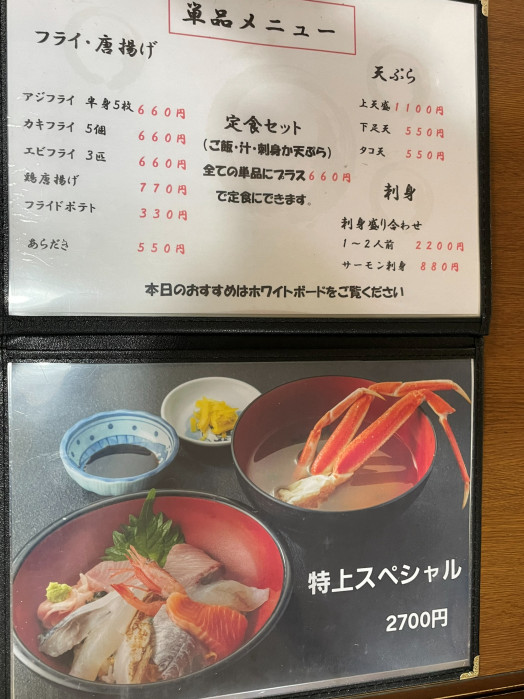 単品メニュー
フライ・唐揚げ
アジフライ 半身5枚 660円
カキフライ 5個 660円
エビフライ 3匹 660円
鶏唐揚げ 770円
フライドポテト 330円
あらだき 550円
定食セット
(ご飯・汁・刺身か天ぷら)
全ての単品にプラス660円
で定食にできます。
天ぷら
上天盛 1100円
下足天 550円
タコ天 550円
刺身
刺身盛り合わせ
1～2人前 2200円
サーモン刺身 880円
本日のおすすめはホワイトボードをご覧ください
特上スペシャル
2700円